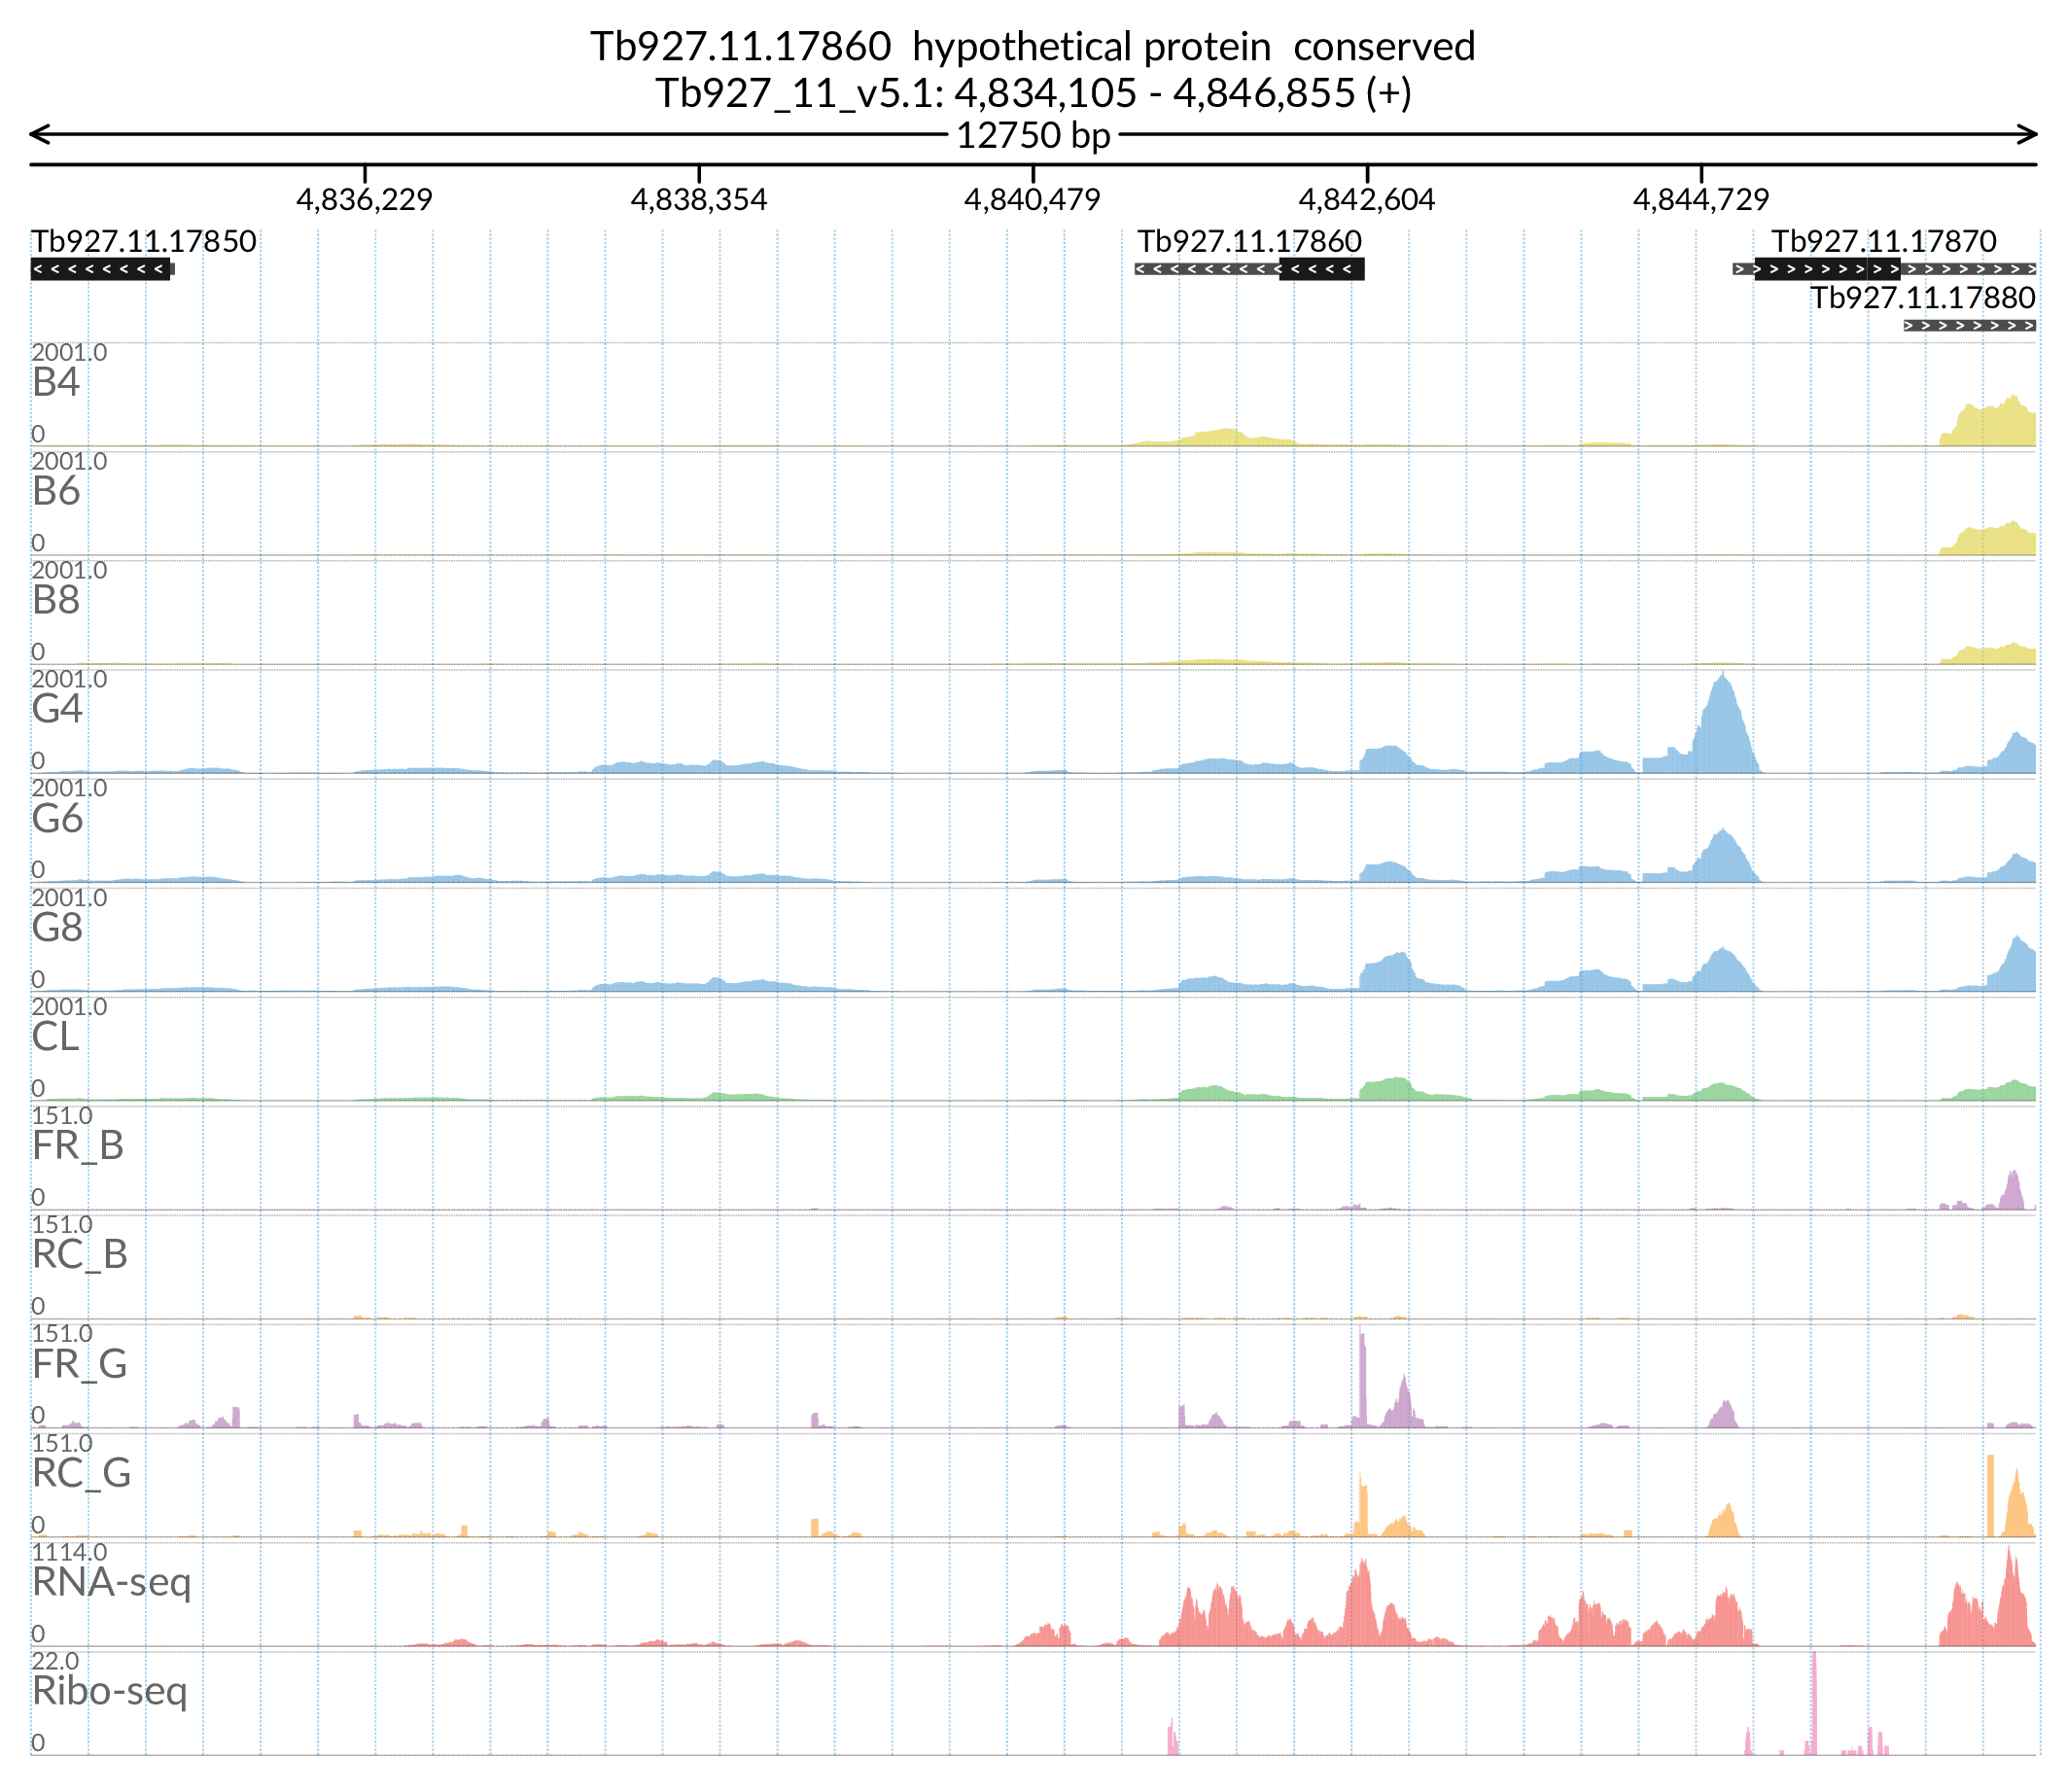 Tb927.11.17860  hypothetical protein  conserved
Tb927_11_v5.1: 4,834,105 - 4,846,855 (+)
12750 bp
4,836,229 4,838,354 4,840,479 4,842,604 4,844,729
Tb927.11.17850 Tb927.11.17860 Tb927.11.17870
Tb927.11.17880
2001.0
B4
0
2001.0
B6
0
2001.0
B8
0
2001.0
G4
0
2001.0
G6
0
2001.0
G8
0
2001.0
CL
0
151.0
FR_B
0
151.0
RC_B
0
151.0
FR_G
0
151.0
RC_G
0
1114.0
RNA-seq
0
22.0
Ribo-seq
0